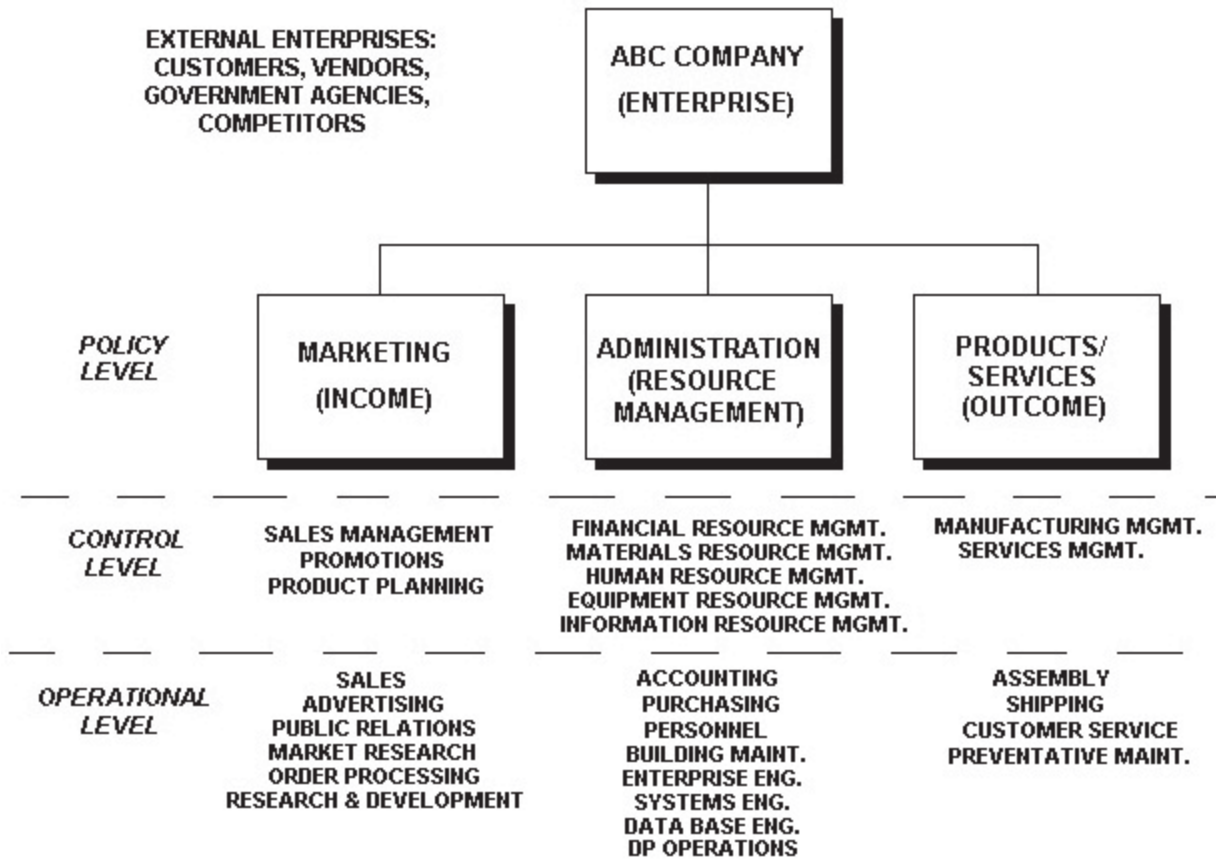 EXTERNAL ENTERPRISES:
CUSTOMERS, VENDORS,
GOVERNMENT AGENCIES,
COMPETITORS
ABC COMPANY
(ENTERPRISE)
POLICY
LEVEL
MARKETING
(INCOME)
ADMINISTRATION
(RESOURCE
MANAGEMENT)
PRODUCTS/
SERVICES
(OUTCOME)
CONTROL
LEVEL
SALES MANAGEMENT
PROMOTIONS
PRODUCT PLANNING
FINANCIAL RESOURCE MGMT.
MATERIALS RESOURCE MGMT.
HUMAN RESOURCE MGMT.
EQUIPMENT RESOURCE MGMT.
INFORMATION RESOURCE MGMT.
MANUFACTURING MGMT.
SERVICES MGMT.
OPERATIONAL
LEVEL
SALES
ADVERTISING
PUBLIC RELATIONS
MARKET RESEARCH
ORDER PROCESSING
RESEARCH & DEVELOPMENT
ACCOUNTING
PURCHASING
PERSONNEL
BUILDING MAINT.
ENTERPRISE ENG.
SYSTEMS ENG.
DATA BASE ENG.
DP OPERATIONS
ASSEMBLY
SHIPPING
CUSTOMER SERVICE
PREVENTATIVE MAINT.